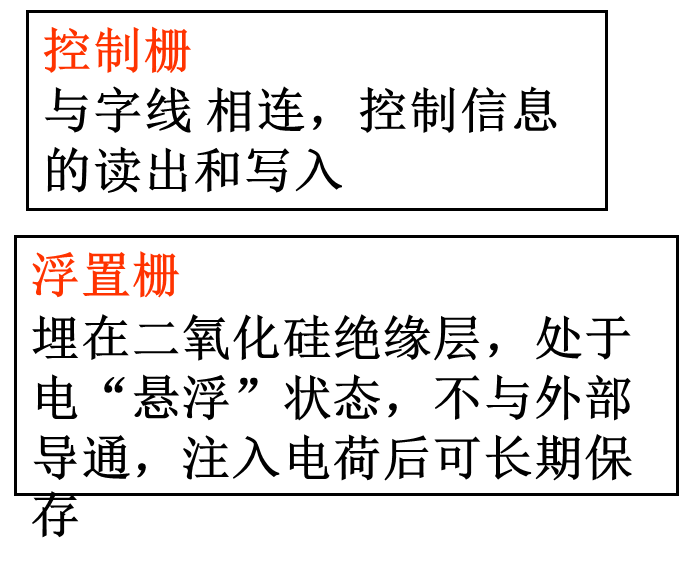 控制栅
与字线 相连，控制信息
的读出和写入
浮置栅
埋在二氧化硅绝缘层，处于
电“悬浮”状态，不与外部
导通，注入电荷后可长期保
存